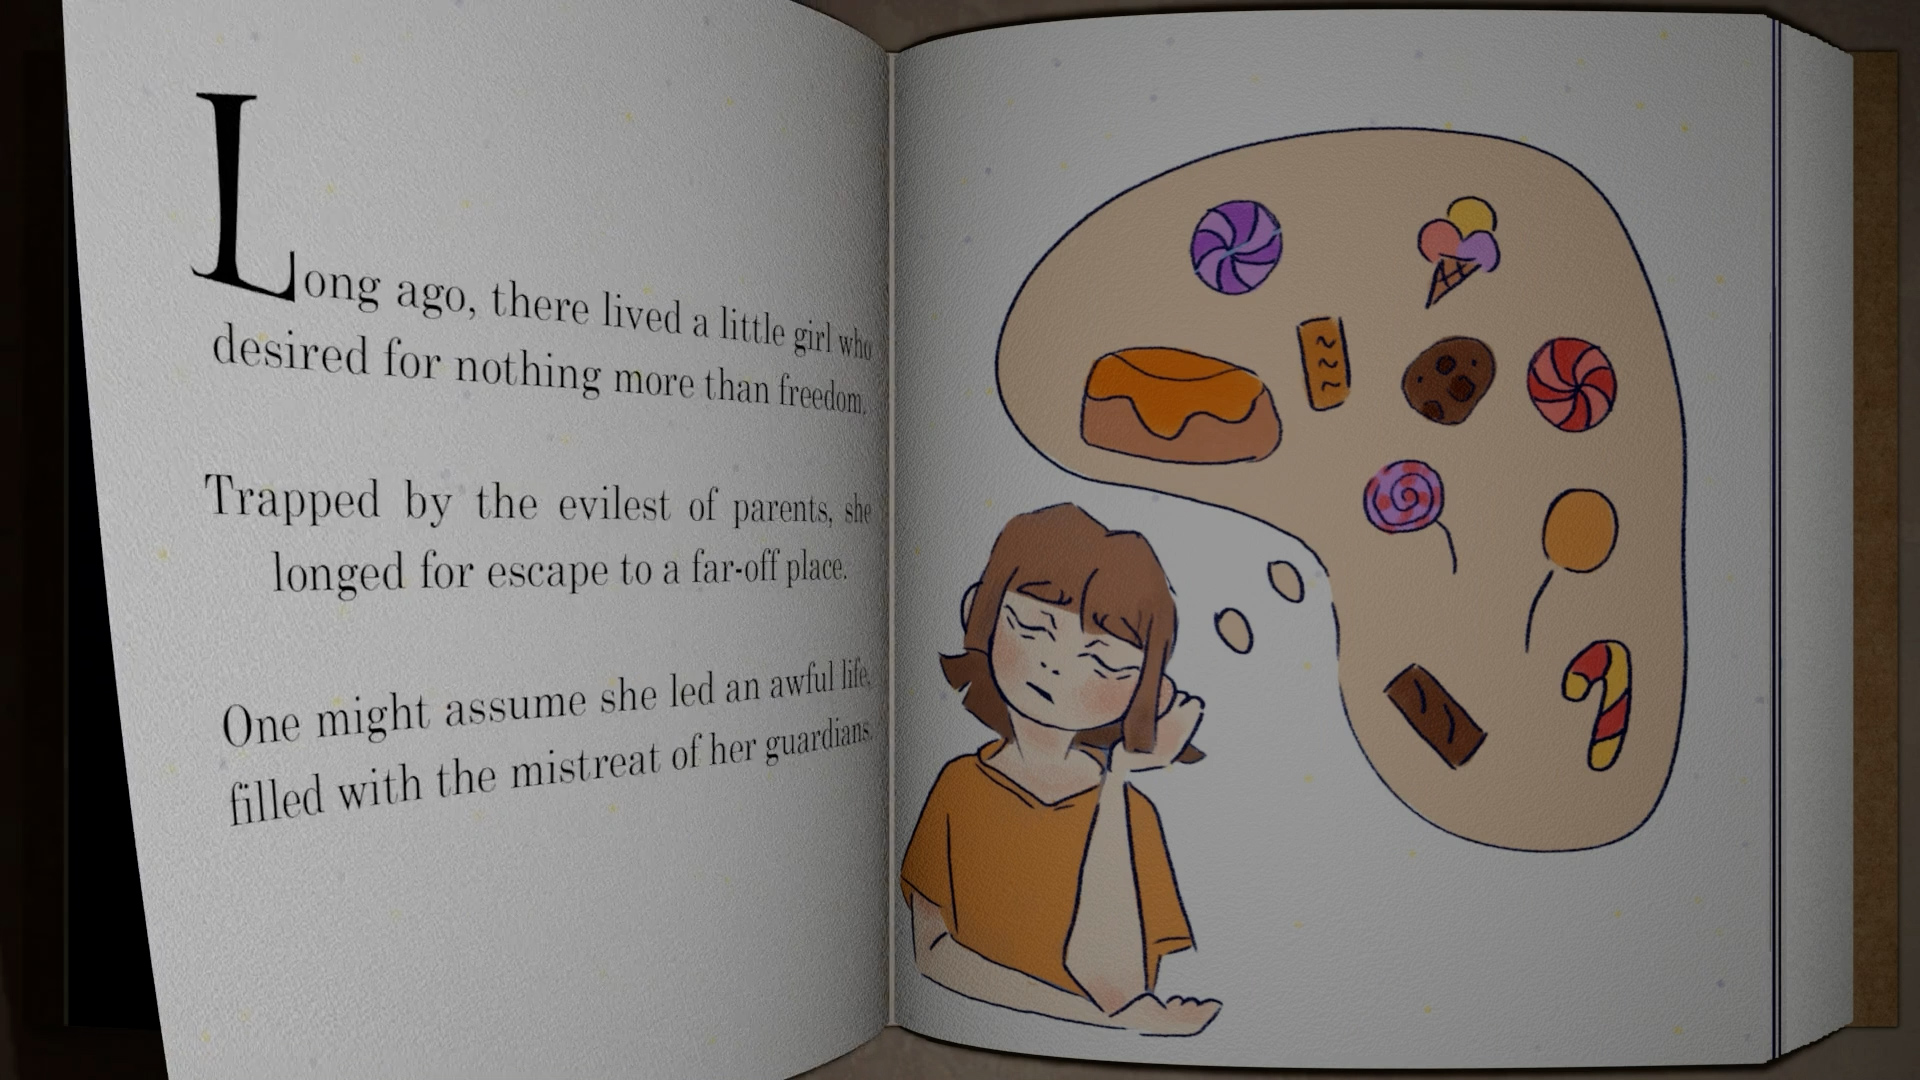 Long ago, there lived a little girl who
desired for nothing more than freedom.
Trapped by the evilest of parents, she
longed for escape to a far-off place.
One might assume she led an awful life,
filled with the mistreat of her guardians.